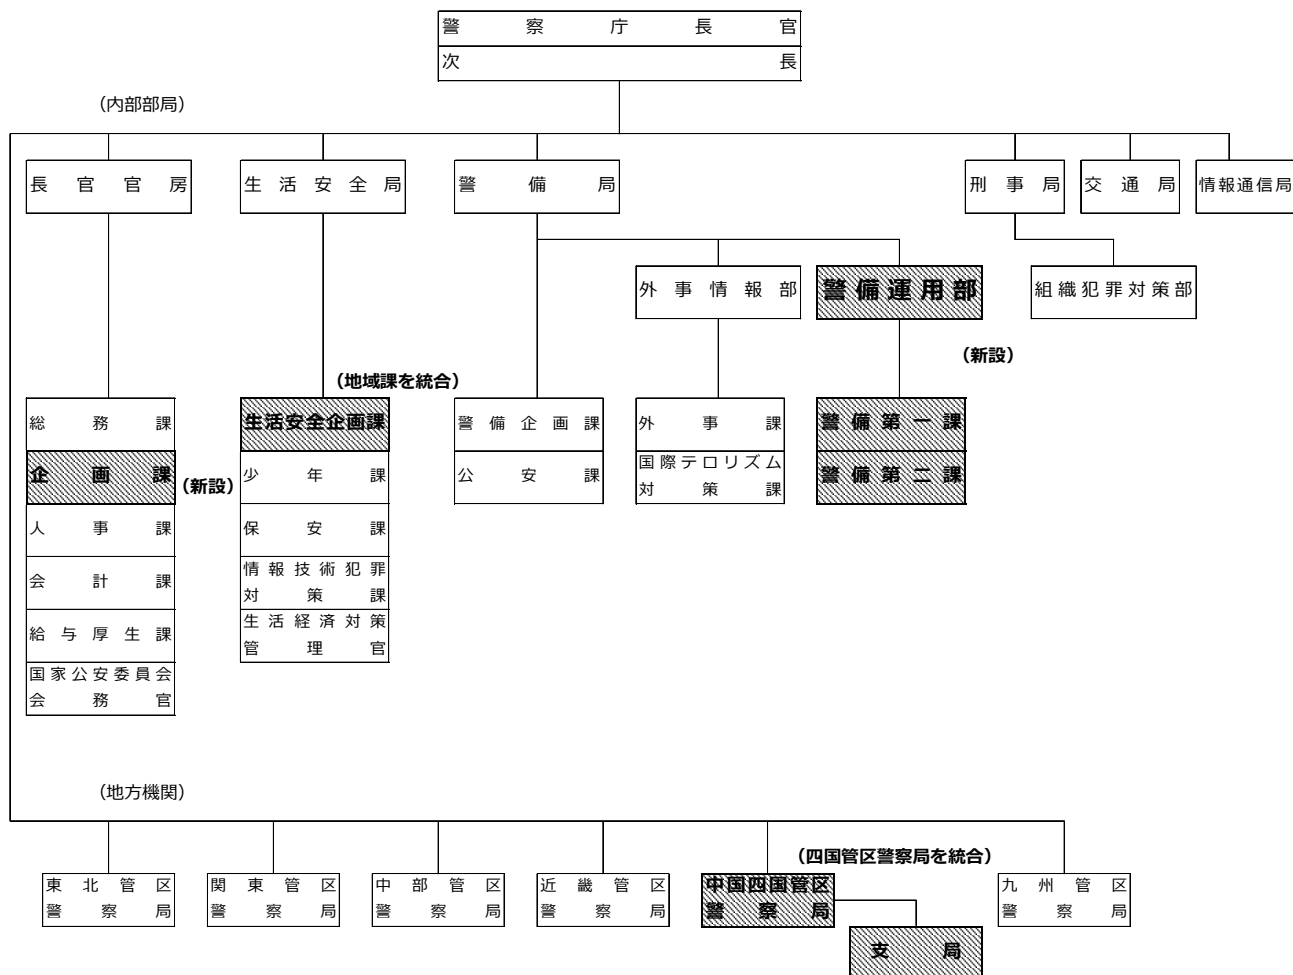 警察庁長官
次長
(内部部局)
長官官房
生活安全局
警備局
刑事局
交通局
情報通信局
外事情報部
警備運用部
組織犯罪対策部
(新設)
(地域課を統合)
総務課
企画課
(新設)
人事課
会計課
給与厚生課
国家公安委員会
会務官
生活安全企画課
少年課
保安課
情報技術犯罪
対策課
生活経済対策
管理官
警備企画課
公安課
外事課
国際テロリズム
対策課
警備第一課
警備第二課
(地方機関)
(四国管区警察局を統合)
東北管区
警察局
関東管区
警察局
中部管区
警察局
近畿管区
警察局
中国四国管区
警察局
九州管区
警察局
支局